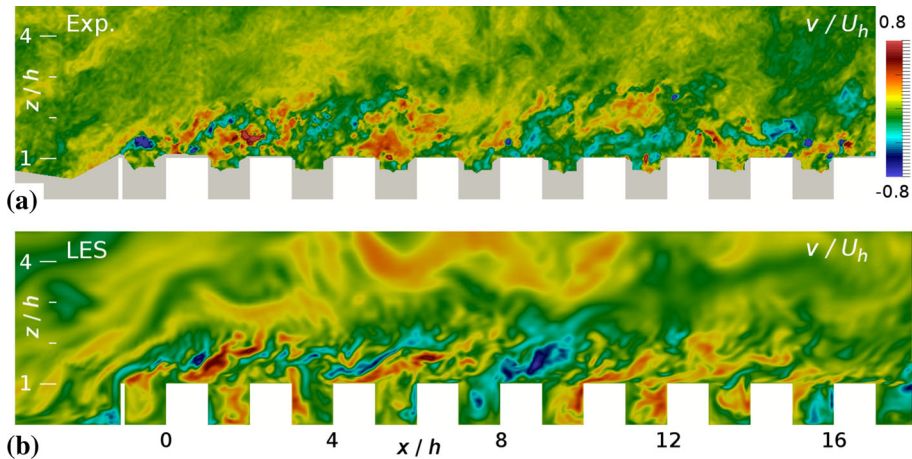 Exp.
v / U_h
0.8
4
z / h
1
-0.8
(a)
LES
v / U_h
4
z / h
1
(b)
0 4 x / h 8 12 16